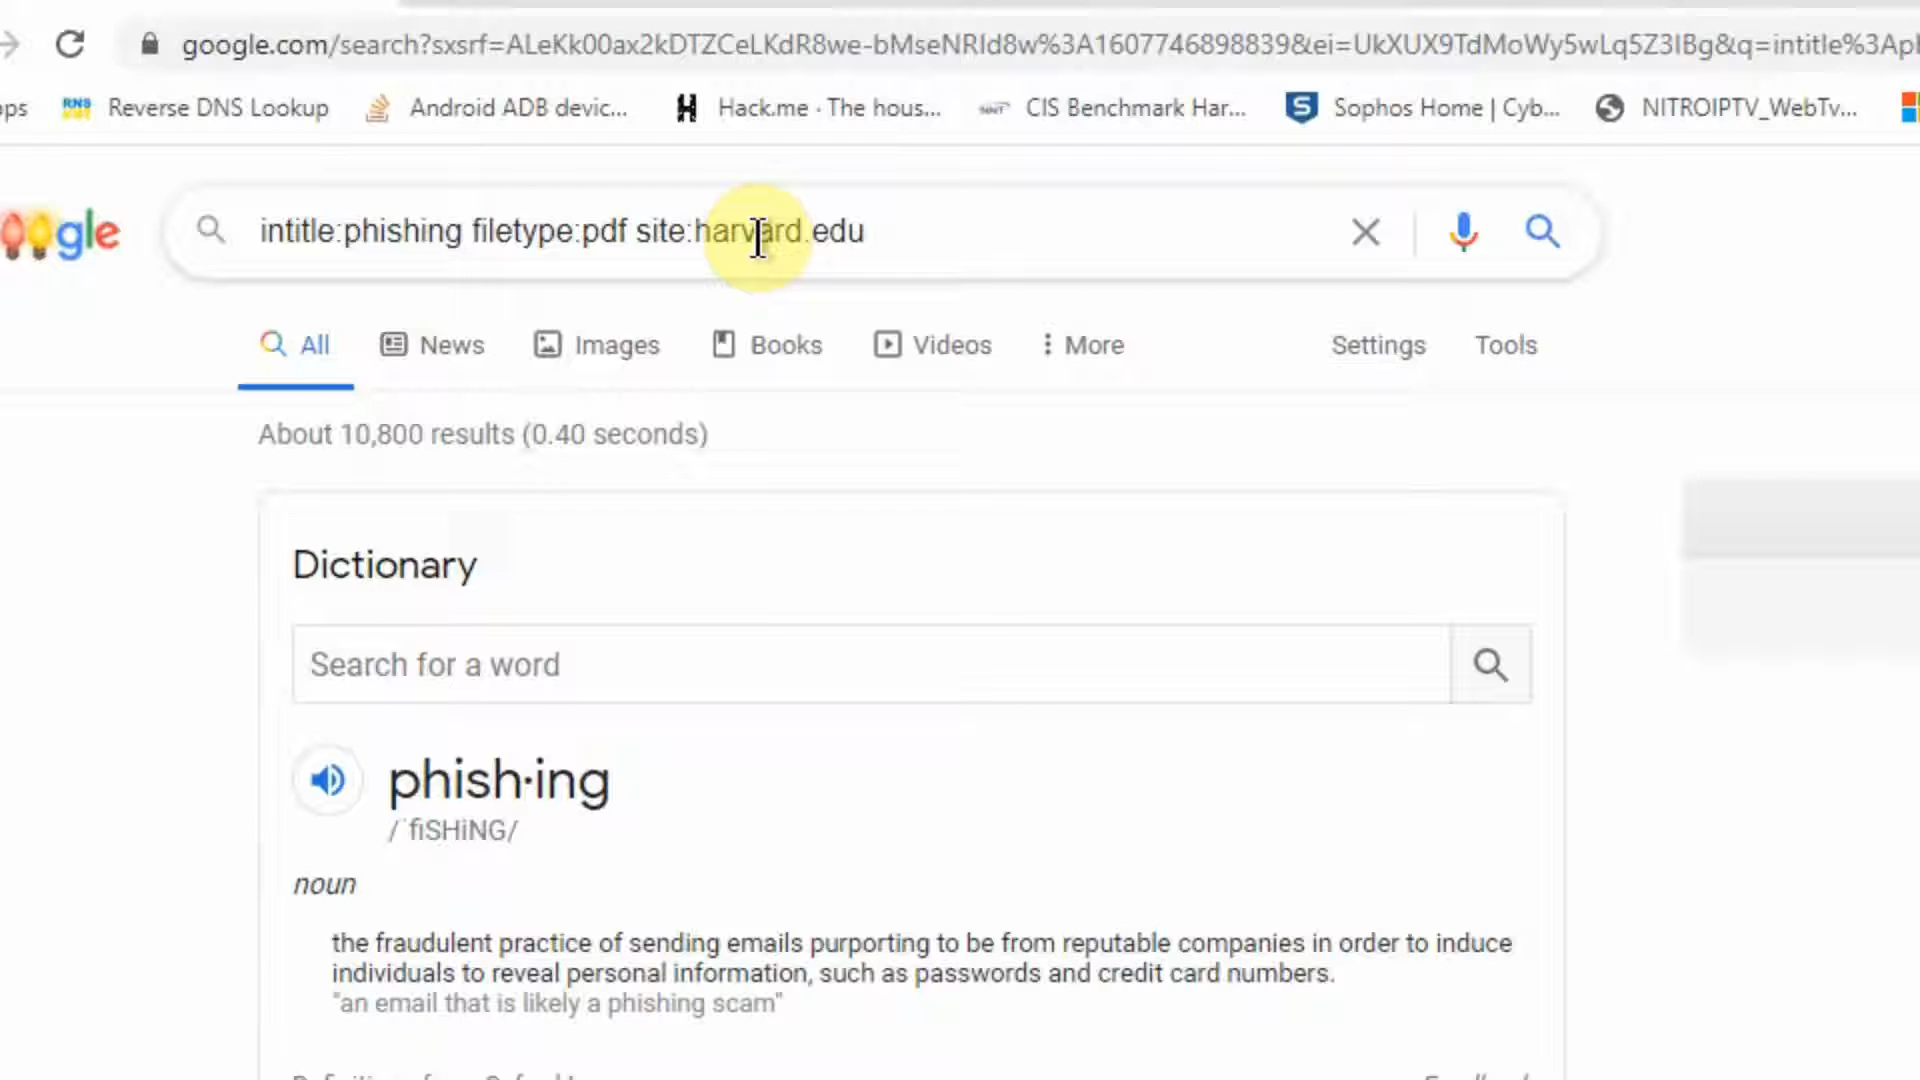 google.com/search?sxsrf=ALeKk00ax2kDTZCeLKdR8we-bMseNRId8w%3A1607746898839&ei=UkXUX9TdMoWy5wLq5Z3IBg&q=intitle%3Apl
ps RNS Reverse DNS Lookup Android ADB devic... Hack.me · The hous... CIS Benchmark Har... Sophos Home | Cyb... NITROIPTV_WebTv...
gle intitle:phishing filetype:pdf site:harvard.edu
All News Images Books Videos More Settings Tools
About 10,800 results (0.40 seconds)
Dictionary
Search for a word
phish·ing
/ˈfiSHiNG/
noun
the fraudulent practice of sending emails purporting to be from reputable companies in order to induce
individuals to reveal personal information, such as passwords and credit card numbers.
"an email that is likely a phishing scam"